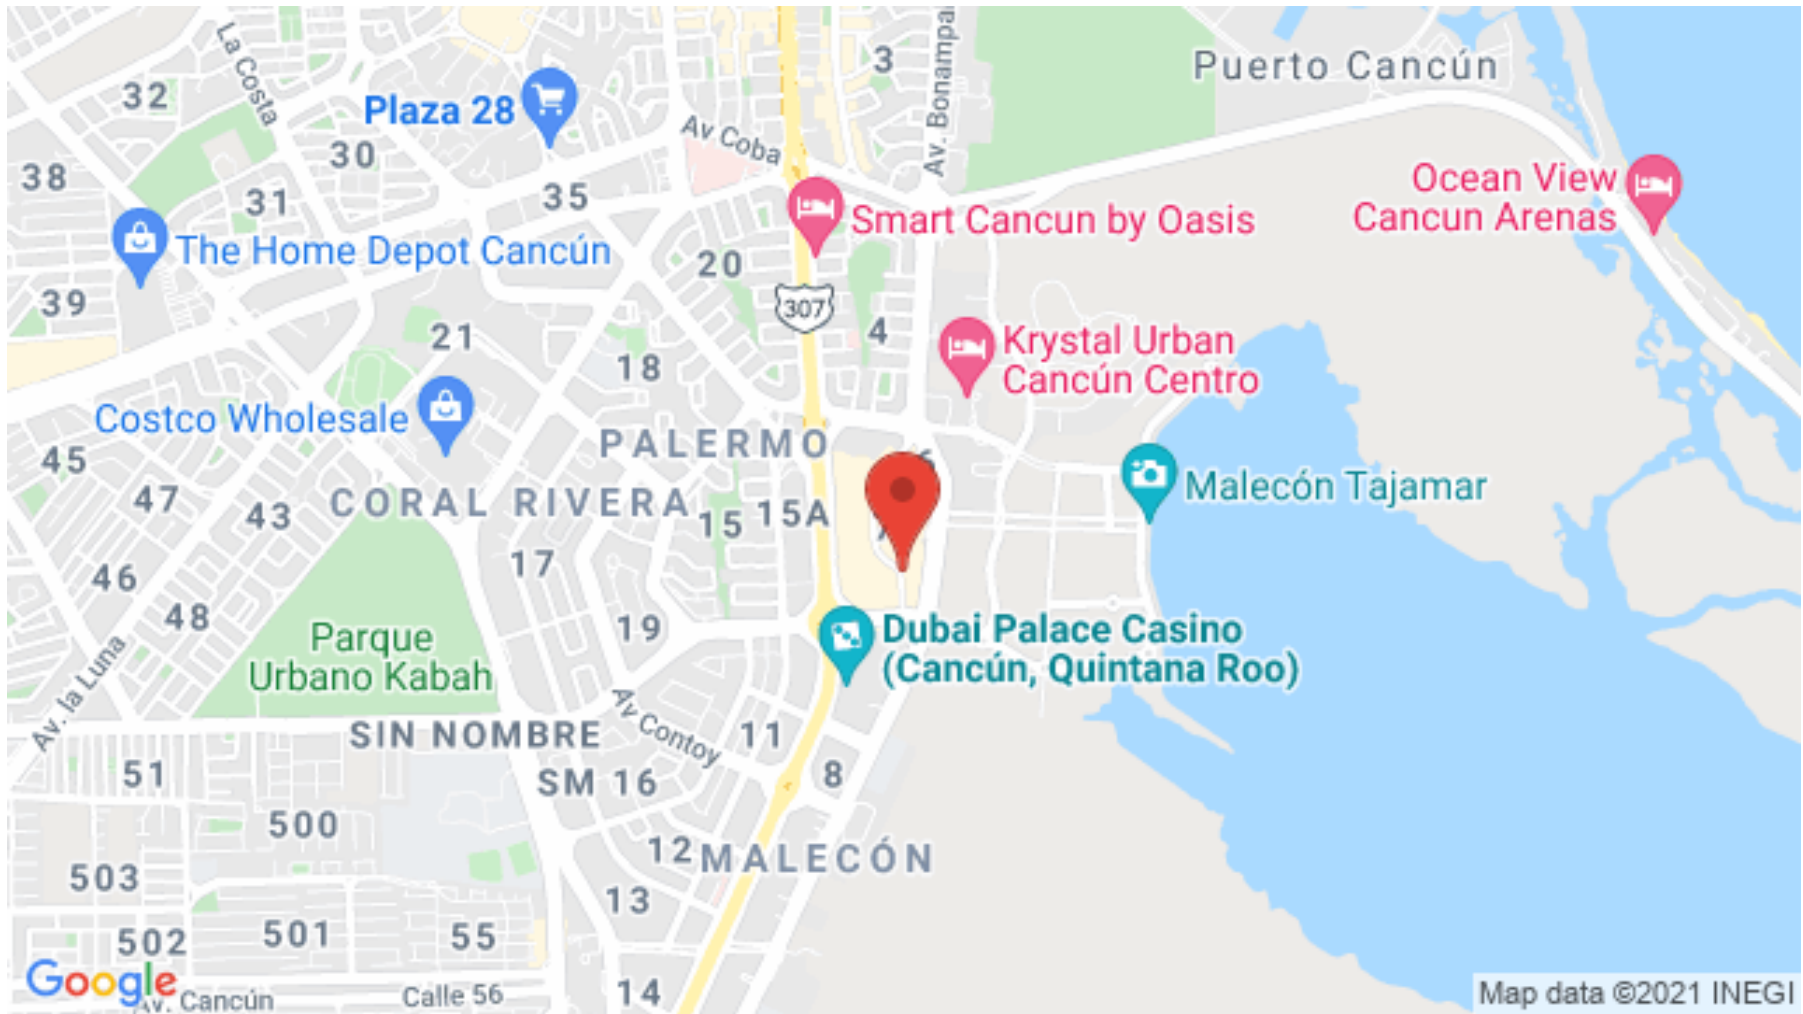 La Costa
3
Av. Bonampa
Puerto Cancún
32
Plaza 28
Av Coba
30
38
35
31
Ocean View
Cancun Arenas
Smart Cancun by Oasis
The Home Depot Cancún
20
39
307
21
4
18
Krystal Urban
Cancún Centro
Costco Wholesale
PALERMO
45
6
47
CORAL RIVERA
43
15
15A
7
Malecón Tajamar
17
46
48
Parque
Urbano Kabah
19
Dubai Palace Casino
(Cancún, Quintana Roo)
Av. la Luna
SIN NOMBRE
Av Contoy
11
51
SM 16
8
500
12
MALECÓN
503
13
502
501
55
Google
Av. Cancún
Calle 56
14
Map data ©2021 INEGI